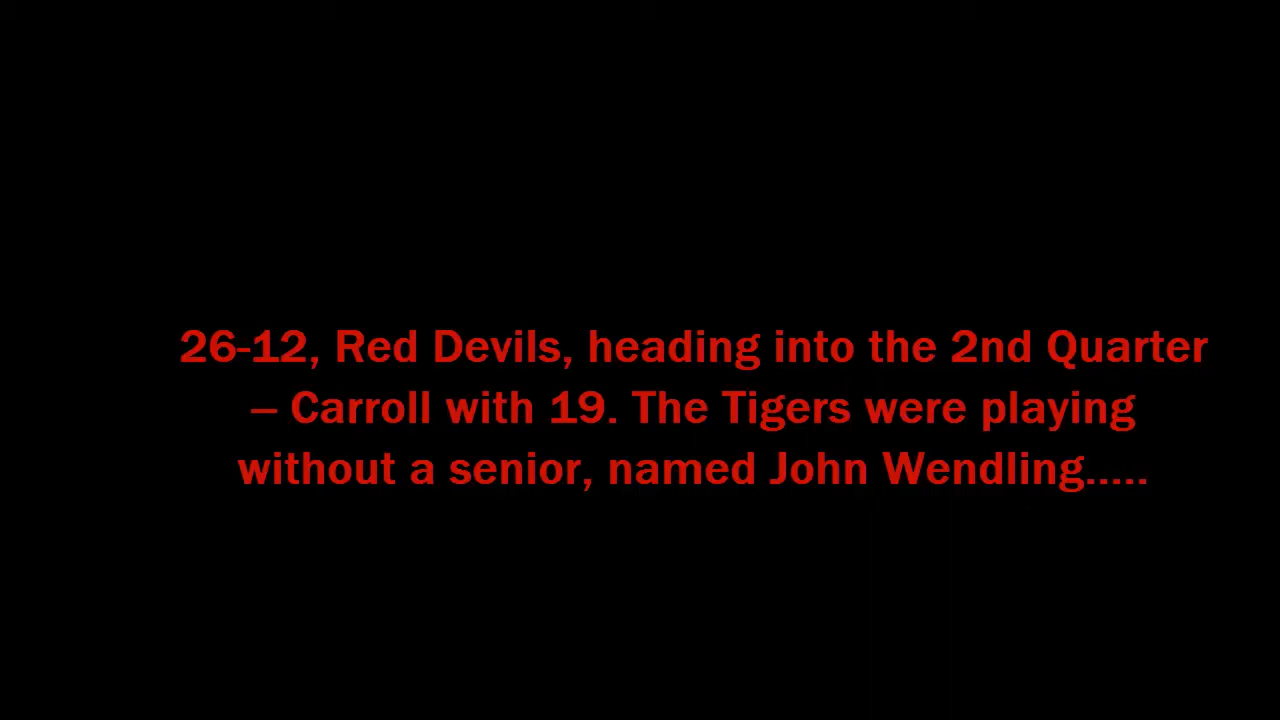 26-12, Red Devils, heading into the 2nd Quarter
– Carroll with 19. The Tigers were playing
without a senior, named John Wendling.....